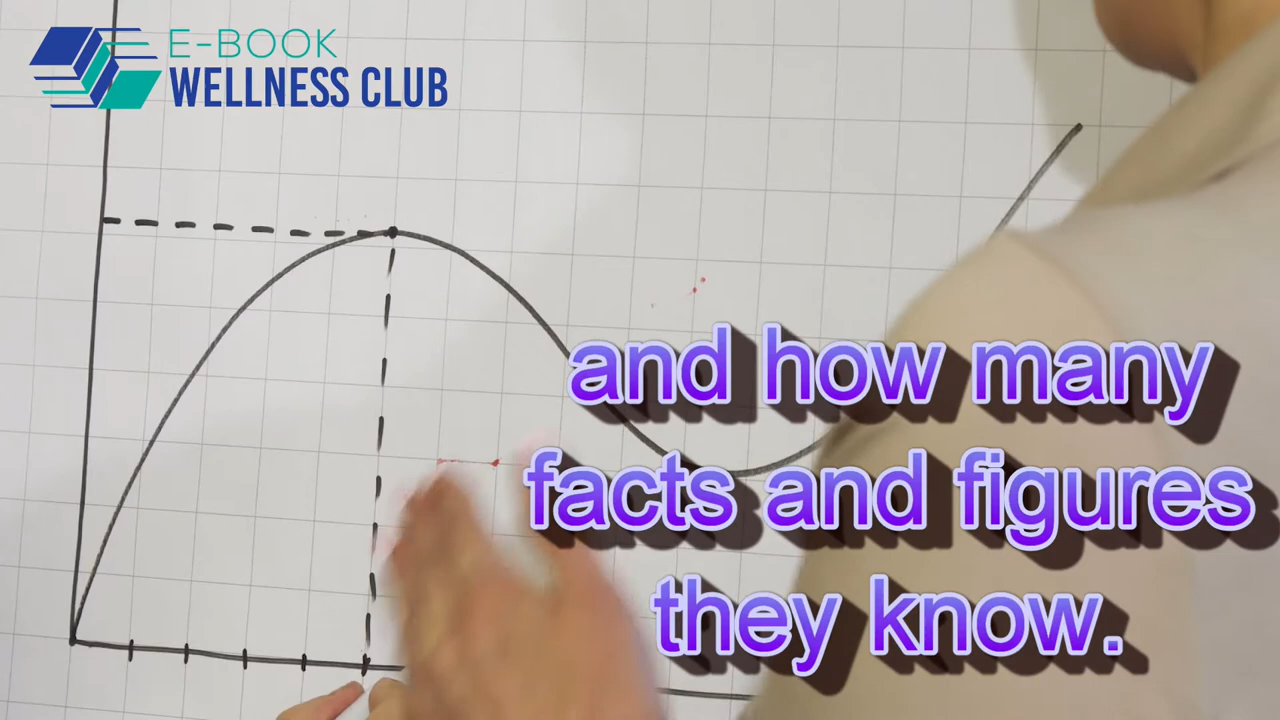 E-BOOK
WELLNESS CLUB
and how many
facts and figures
they know.